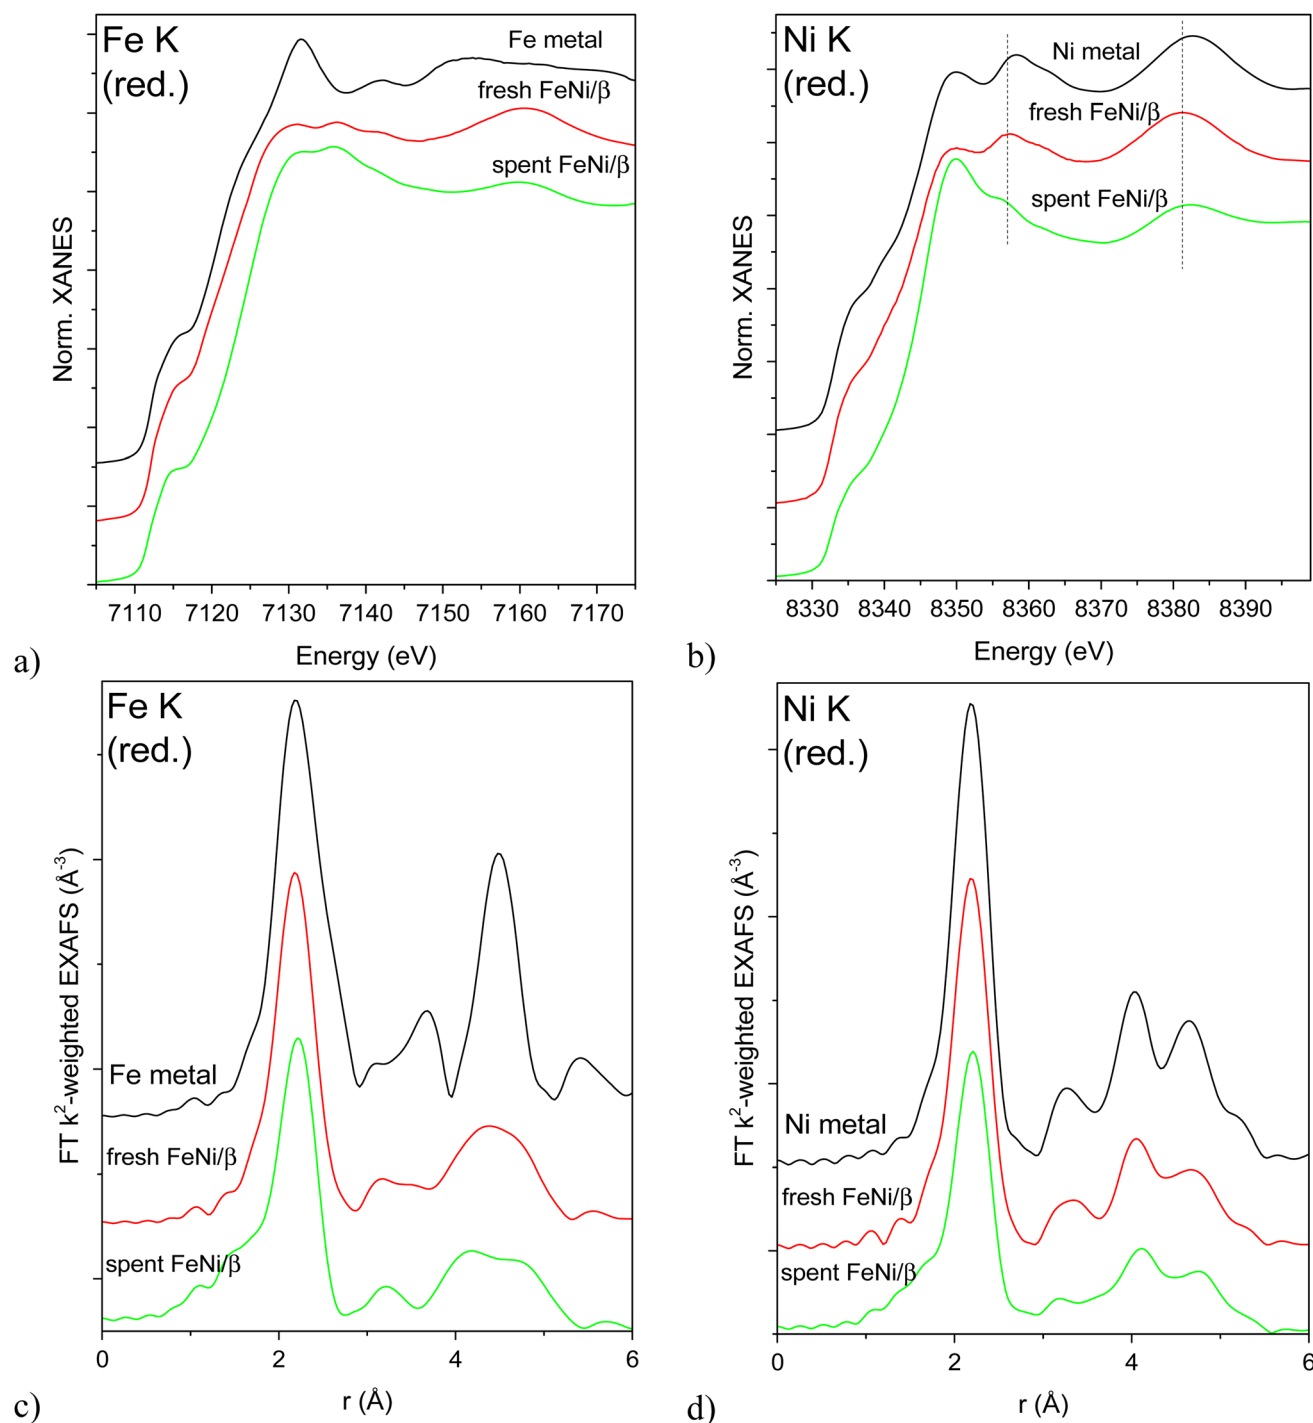 Fe K
(red.)
Fe metal
fresh FeNi/β
spent FeNi/β
Norm. XANES
7110 7120 7130 7140 7150 7160 7170
Energy (eV)
a)
Ni K
(red.)
Ni metal
fresh FeNi/β
spent FeNi/β
Norm. XANES
8330 8340 8350 8360 8370 8380 8390
Energy (eV)
b)
Fe K
(red.)
FT k²-weighted EXAFS (Å⁻³)
Fe metal
fresh FeNi/β
spent FeNi/β
0 2 4 6
r (Å)
c)
Ni K
(red.)
FT k²-weighted EXAFS (Å⁻³)
Ni metal
fresh FeNi/β
spent FeNi/β
0 2 4 6
r (Å)
d)